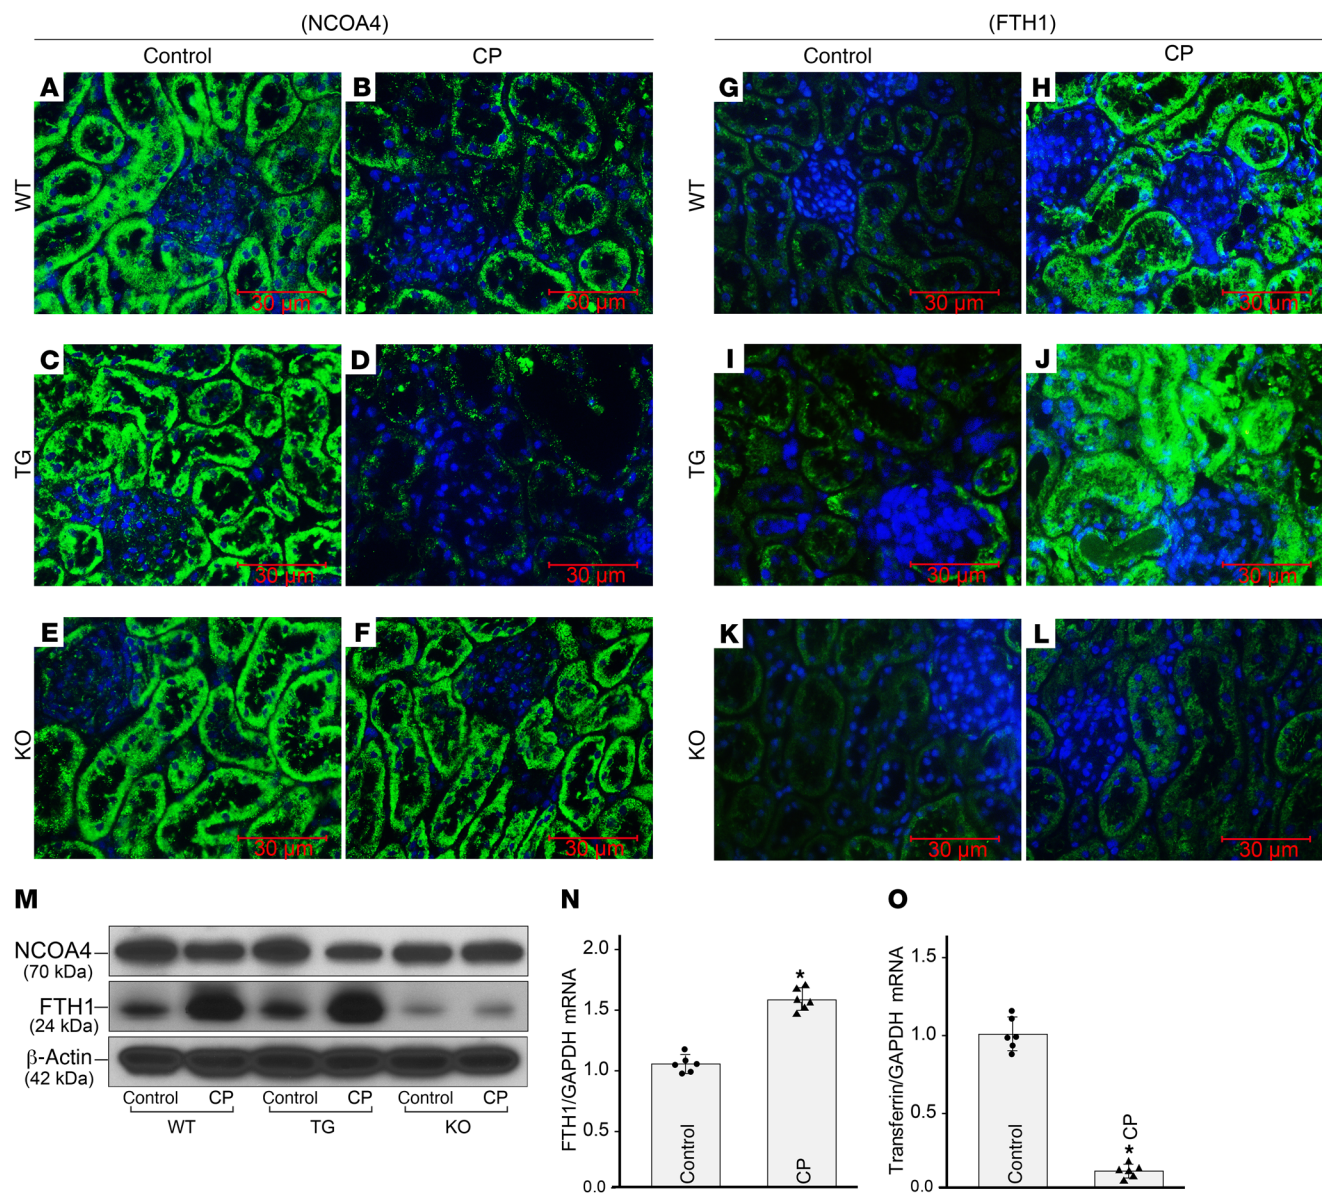 (NCOA4)
(FTH1)
Control
CP
Control
CP
A
B
G
H
WT
WT
30 µm
30 µm
30 µm
30 µm
C
D
I
J
TG
TG
30 µm
30 µm
30 µm
30 µm
E
F
K
L
KO
KO
30 µm
30 µm
30 µm
30 µm
M
NCOA4
(70 kDa)
FTH1
(24 kDa)
β-Actin
(42 kDa)
Control
CP
Control
CP
Control
CP
WT
TG
KO
N
FTH1/GAPDH mRNA
2.0
1.5
1.0
0.5
0.0
*
Control
CP
O
Transferrin/GAPDH mRNA
1.5
1.0
0.5
0.0
Control
* CP